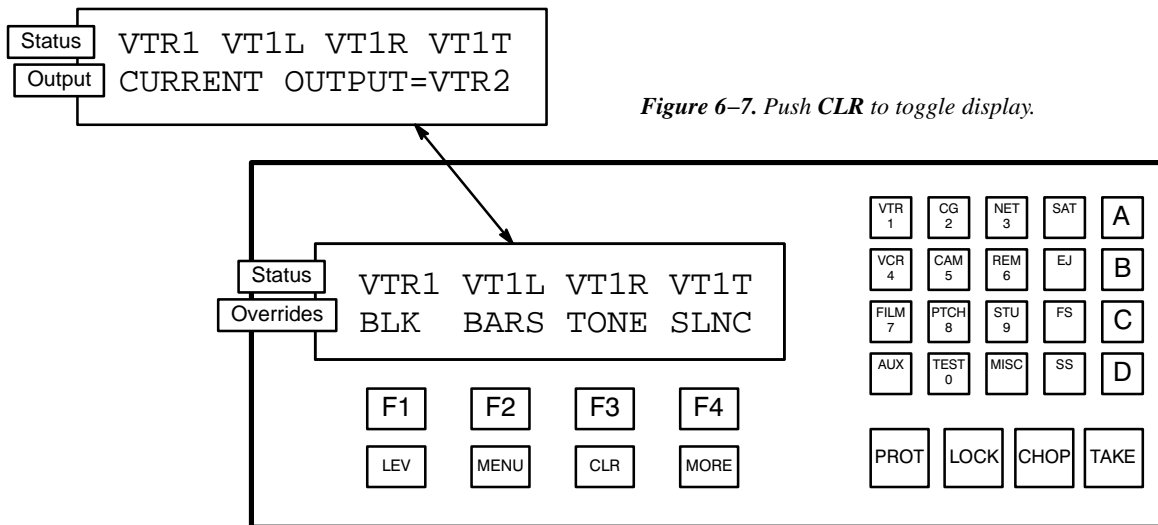 Status
VTR1 VT1L VT1R VT1T
Output
CURRENT OUTPUT=VTR2
Figure 6–7. Push CLR to toggle display.
Status
VTR1 VT1L VT1R VT1T
Overrides
BLK BARS TONE SLNC
F1 F2 F3 F4
LEV MENU CLR MORE
VTR 1
CG 2
NET 3
SAT
A
VCR 4
CAM 5
REM 6
EJ
B
FILM 7
PTCH 8
STU 9
FS
C
AUX
TEST 0
MISC
SS
D
PROT LOCK CHOP TAKE